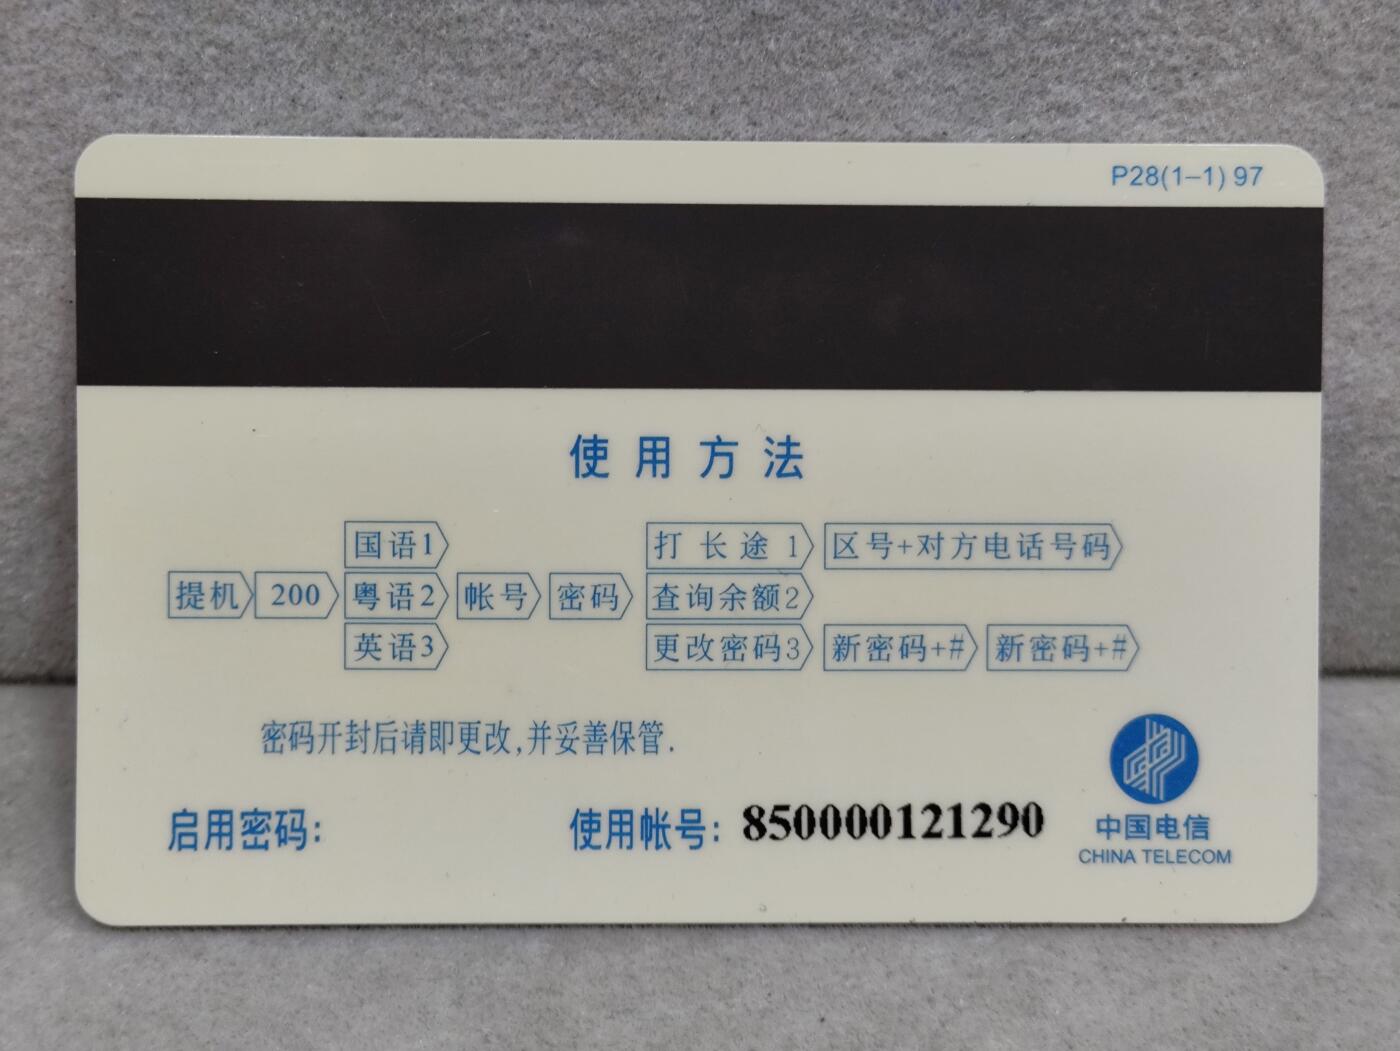 P28(1–1) 97
使用方法
国语1 打长途 1 区号+对方电话号码
提机 200 粤语2 帐号 密码 查询余额2
英语3 更改密码3 新密码+# 新密码+#
密码开封后请即更改,并妥善保管.
启用密码: 使用帐号: 850000121290
中国电信
CHINA TELECOM